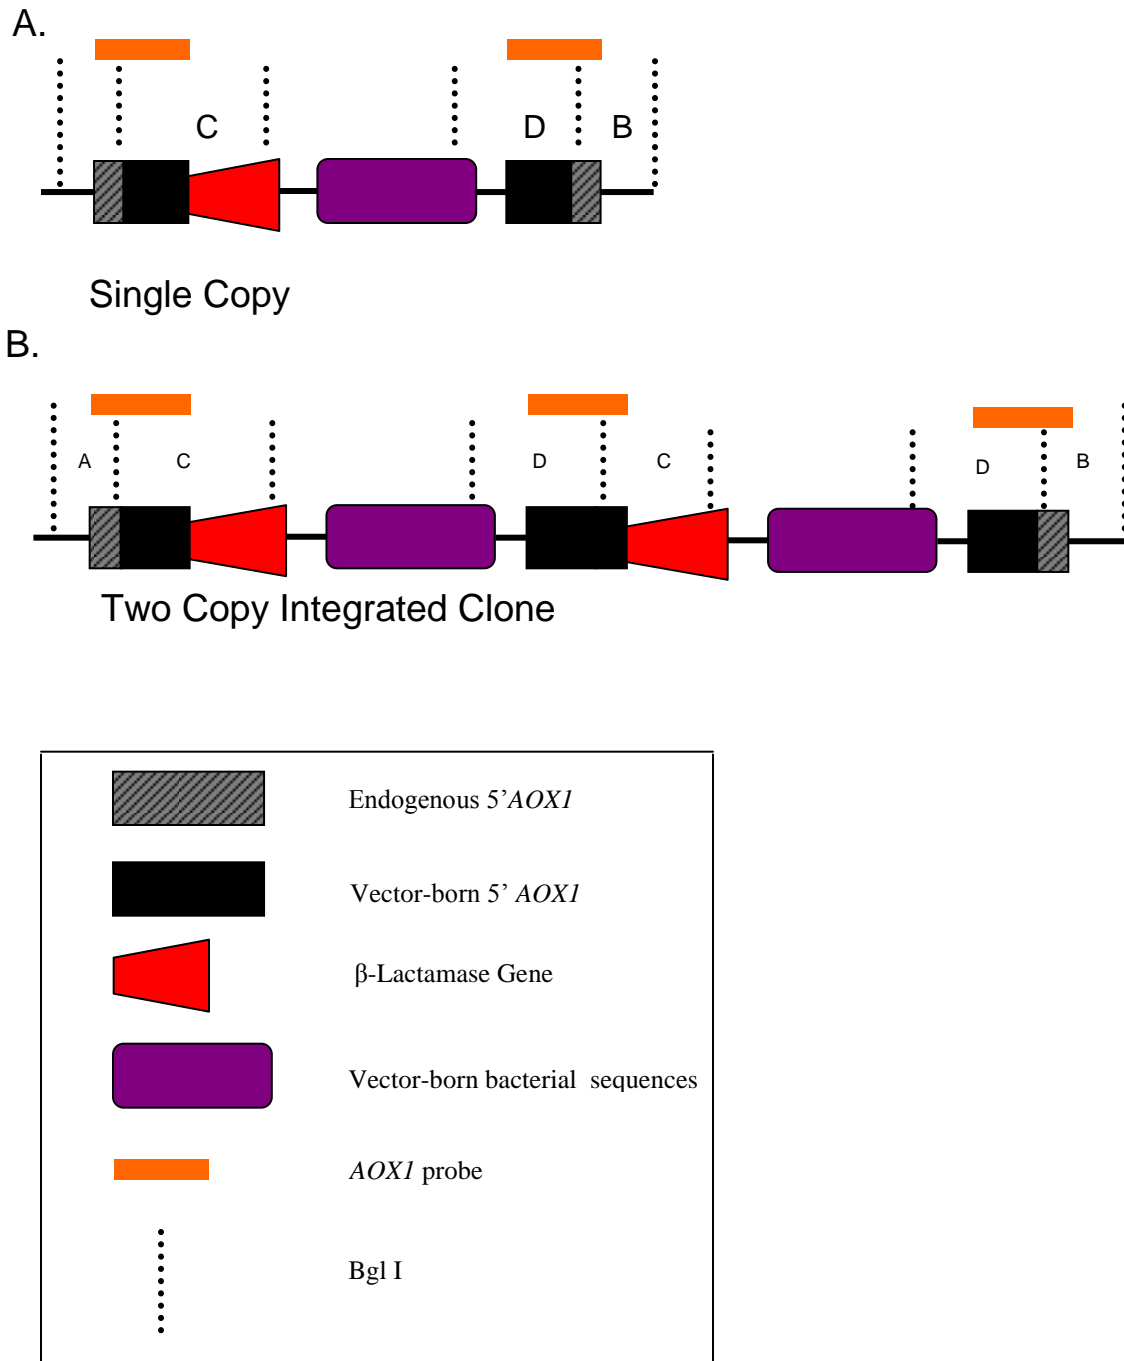 A.
C
D
B
Single Copy
B.
A
C
D
C
D
B
Two Copy Integrated Clone
Endogenous 5’AOX1
Vector-born 5’ AOX1
β-Lactamase Gene
Vector-born bacterial sequences
AOX1 probe
Bgl I